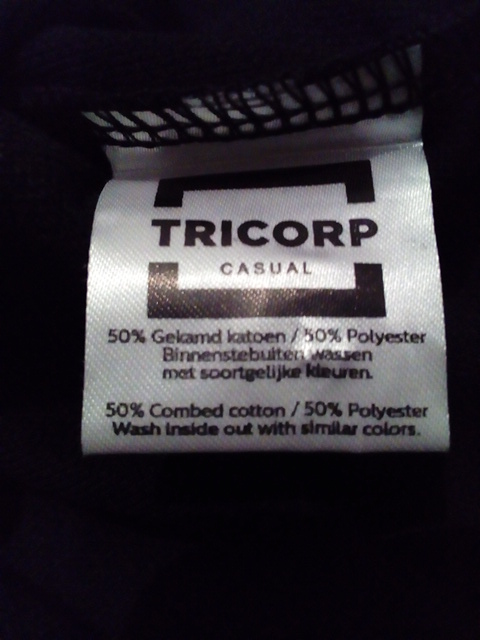 TRICORP
CASUAL
50% Gekamd katoen / 50% Polyester
Binnenstebuiten wassen
met soortgelijke kleuren.
50% Combed cotton / 50% Polyester
Wash inside out with similar colors.